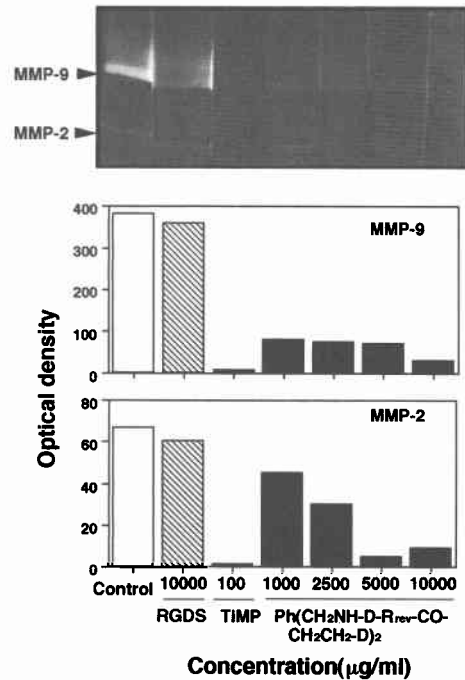 MMP-9
MMP-2
400
300
200
100
0
MMP-9
80
60
40
20
0
MMP-2
Optical density
Control
10000
100
1000
2500
5000
10000
RGDS
TIMP
Ph(CH2NH-D-Rrev-CO-
CH2CH2-D)2
Concentration(μg/ml)